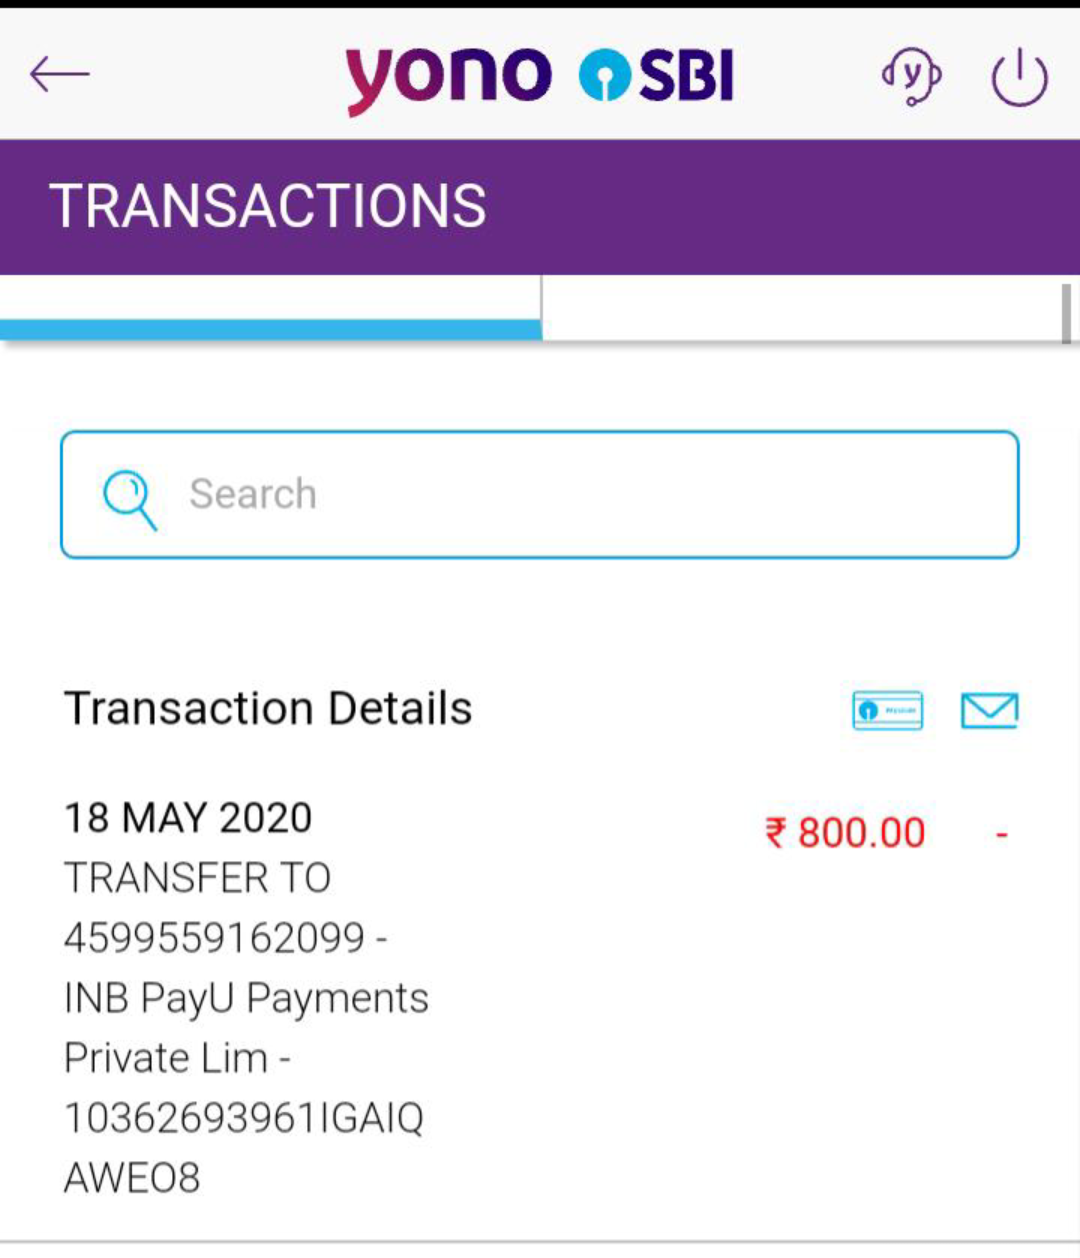 yono SBI
TRANSACTIONS
Search
Transaction Details
18 MAY 2020
₹ 800.00 -
TRANSFER TO
4599559162099 -
INB PayU Payments
Private Lim -
10362693961IGAIQ
AWEO8